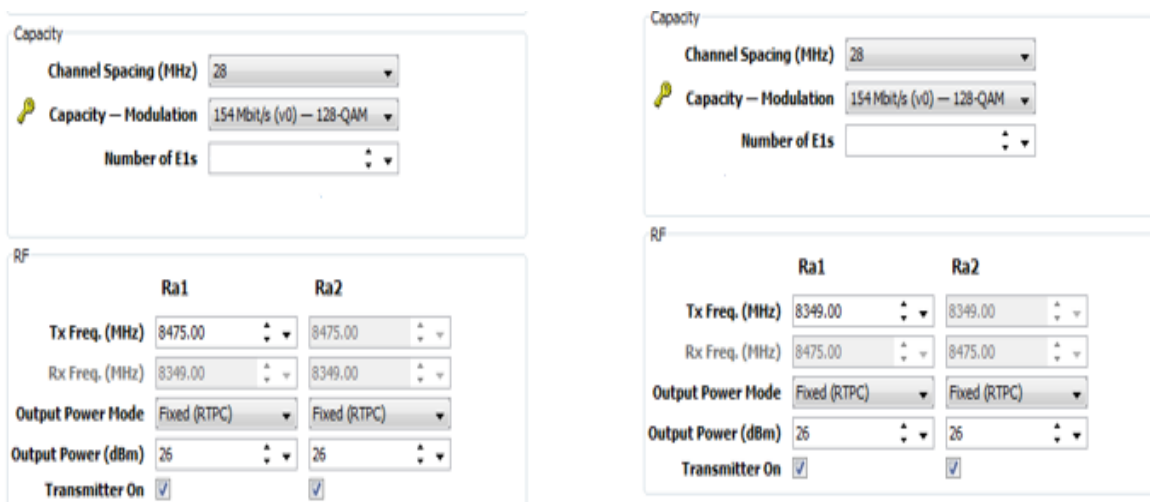 Capacity
Channel Spacing (MHz) 28
Capacity — Modulation 154 Mbit/s (v0) — 128-QAM
Number of E1s
RF
Ra1 Ra2
Tx Freq. (MHz) 8475.00 8475.00
Rx Freq. (MHz) 8349.00 8349.00
Output Power Mode Fixed (RTPC) Fixed (RTPC)
Output Power (dBm) 26 26
Transmitter On
Capacity
Channel Spacing (MHz) 28
Capacity — Modulation 154 Mbit/s (v0) — 128-QAM
Number of E1s
RF
Ra1 Ra2
Tx Freq. (MHz) 8349.00 8349.00
Rx Freq. (MHz) 8475.00 8475.00
Output Power Mode Fixed (RTPC) Fixed (RTPC)
Output Power (dBm) 26 26
Transmitter On